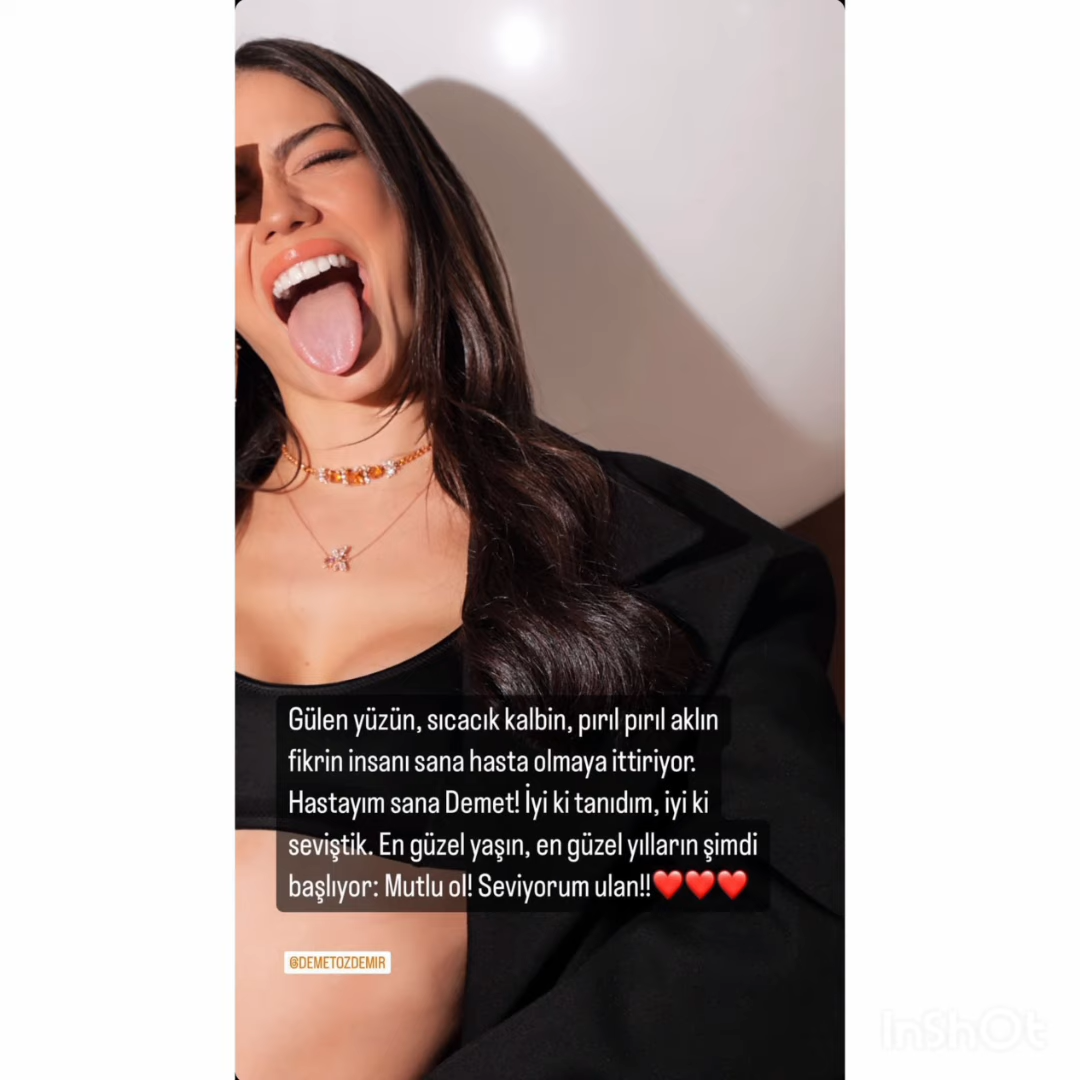 Gülen yüzün, sıcacık kalbin, pırıl pırıl aklın
fikrin insanı sana hasta olmaya ittiriyor.
Hastayım sana Demet! İyi ki tanıdım, iyi ki
seviştik. En güzel yaşın, en güzel yılların şimdi
başlıyor: Mutlu ol! Seviyorum ulan!!❤️❤️❤️
@DEMETOZDEMIR
InShOt